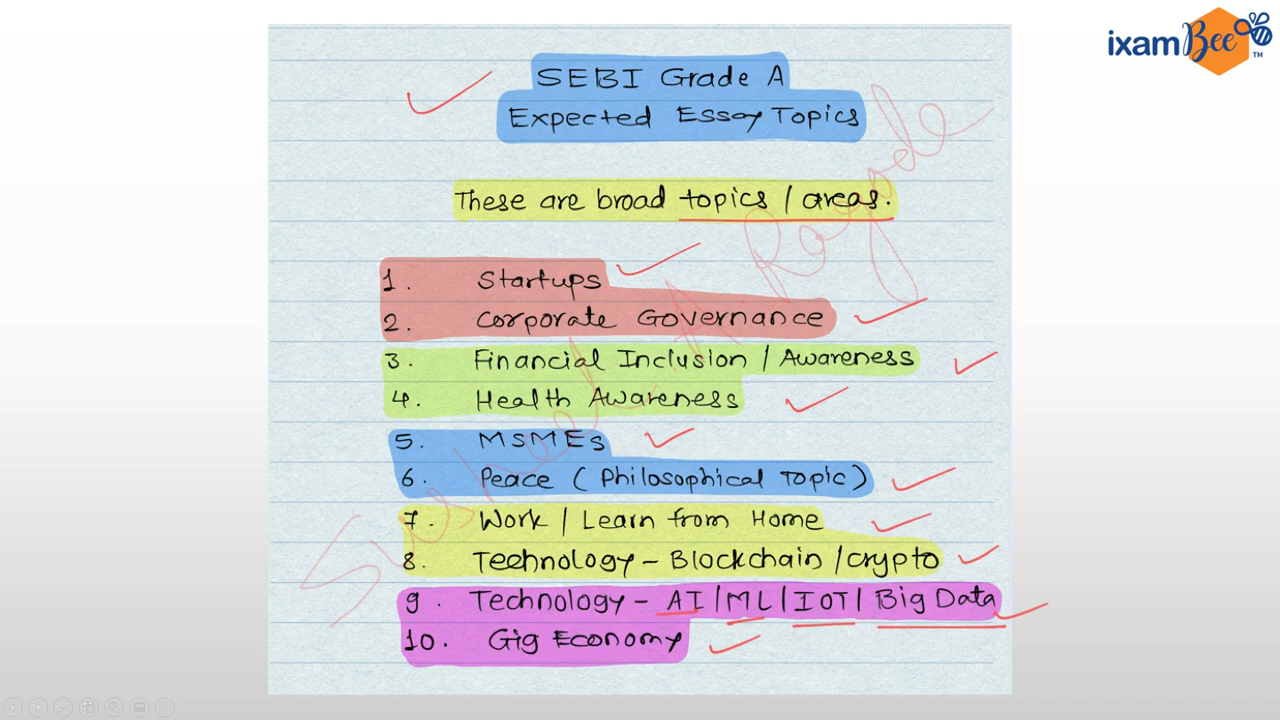 ixamBee
TM
SEBI Grade A
Expected Essay Topics
These are broad topics / areas.
1. Startups
2. Corporate Governance
3. Financial Inclusion / Awareness
4. Health Awareness
5. MSMEs
6. Peace (Philosophical Topic)
7. Work / Learn from Home
8. Technology - Blockchain / crypto
9. Technology - AI / ML / IOT / Big Data
10. Gig Economy